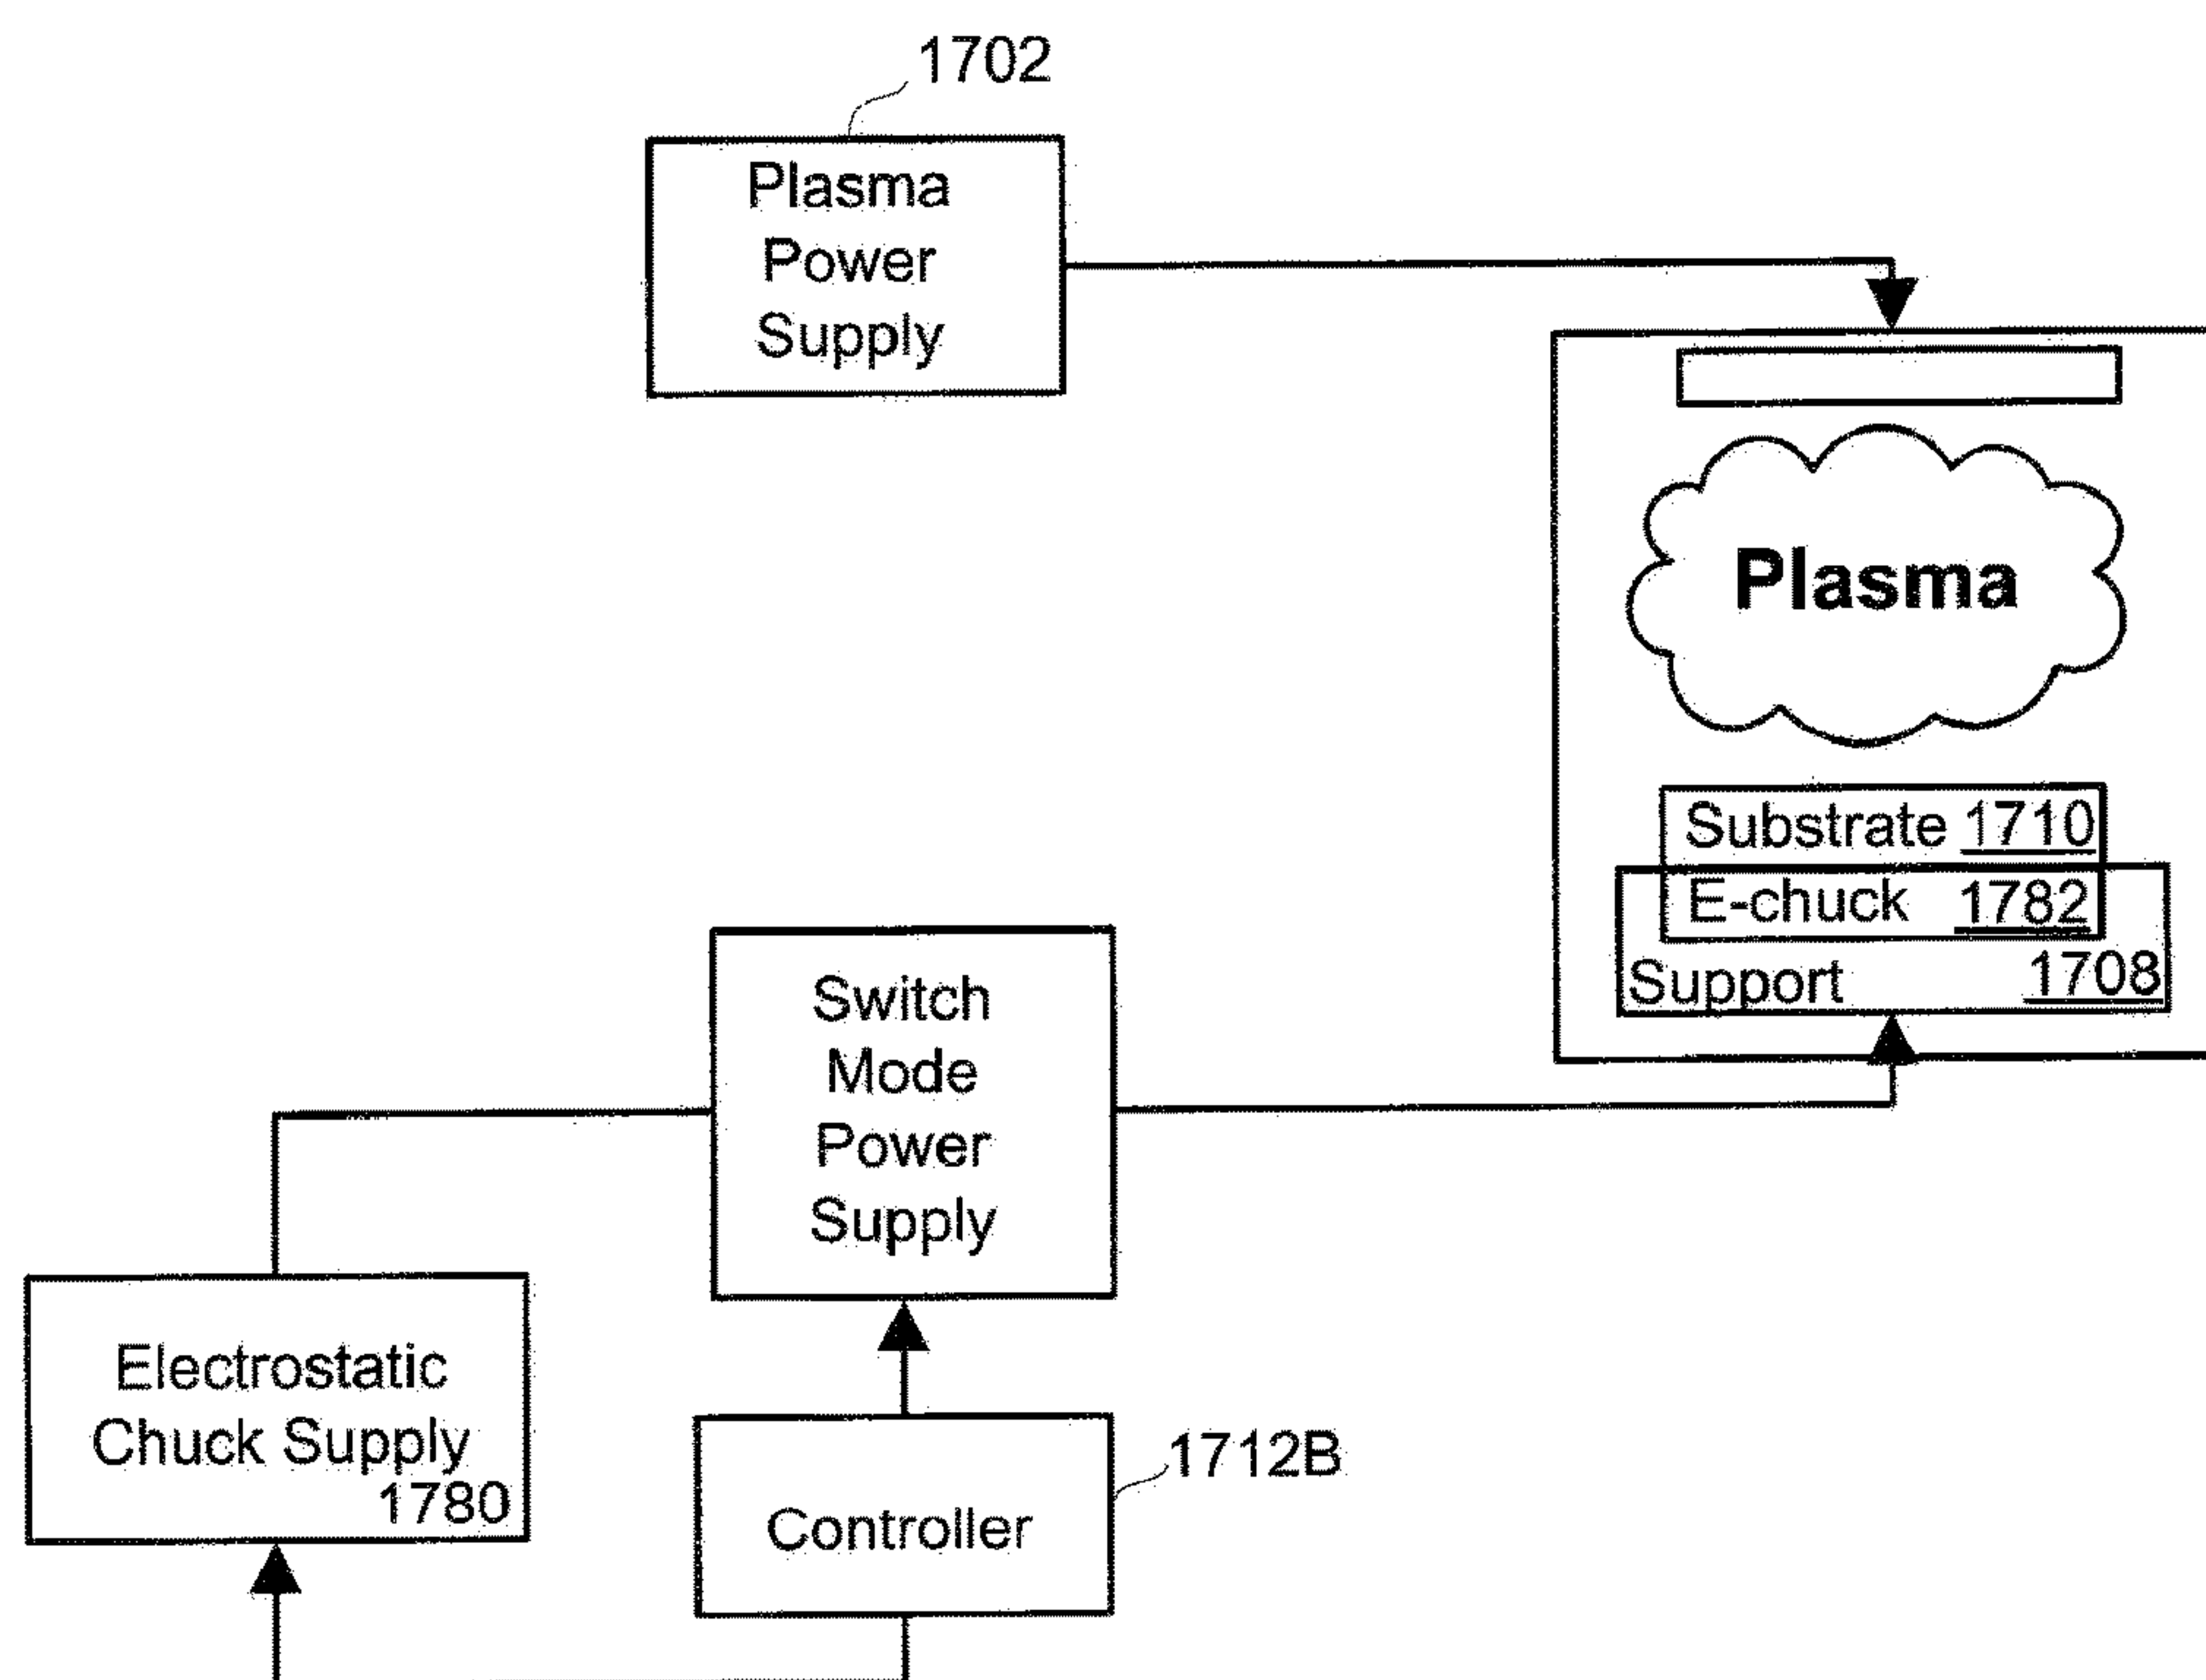 1702
Plasma
Power
Supply
Plasma
Substrate 1710
E-chuck 1782
Support 1708
Switch
Mode
Power
Supply
Electrostatic
Chuck Supply
1780
Controller
1712B